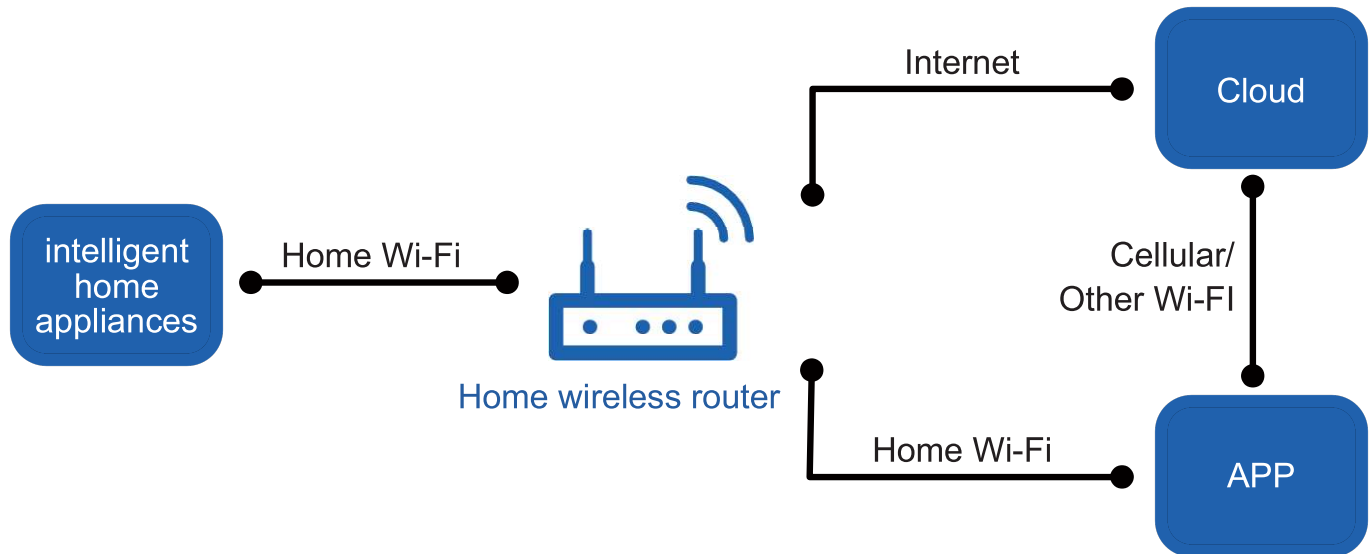 Internet
Cloud
intelligent
home
appliances
Home Wi-Fi
Cellular/
Other Wi-FI
Home wireless router
Home Wi-Fi
APP